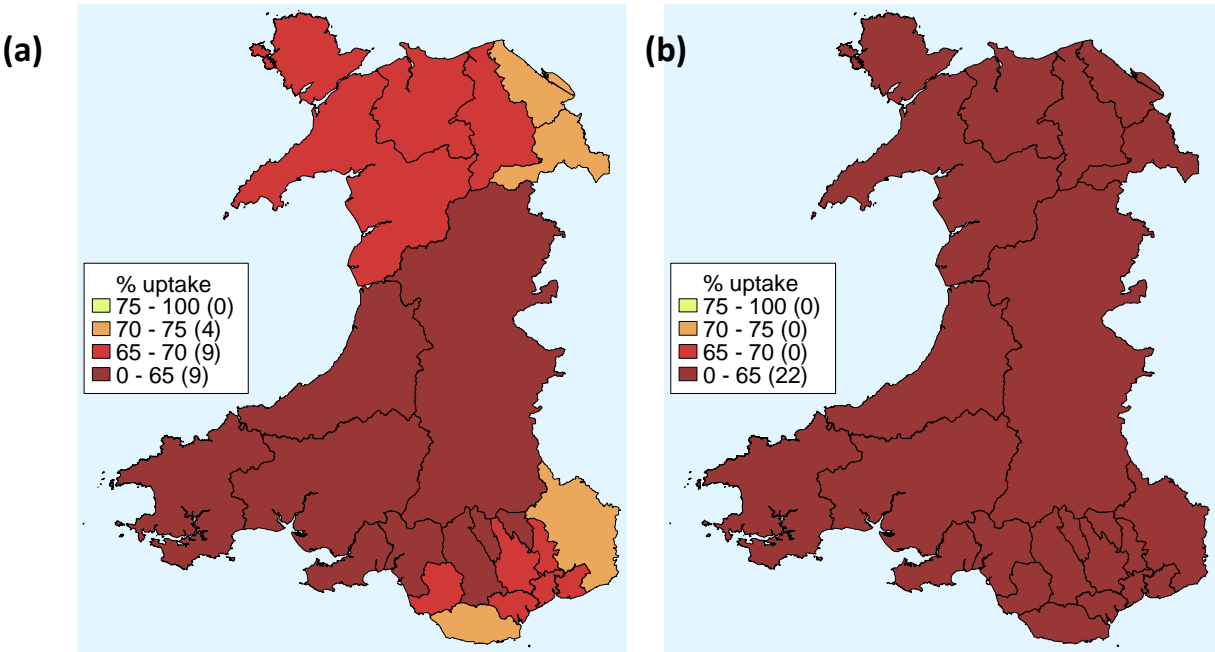 (a)
% uptake
75 - 100 (0)
70 - 75 (4)
65 - 70 (9)
0 - 65 (9)
(b)
% uptake
75 - 100 (0)
70 - 75 (0)
65 - 70 (0)
0 - 65 (22)